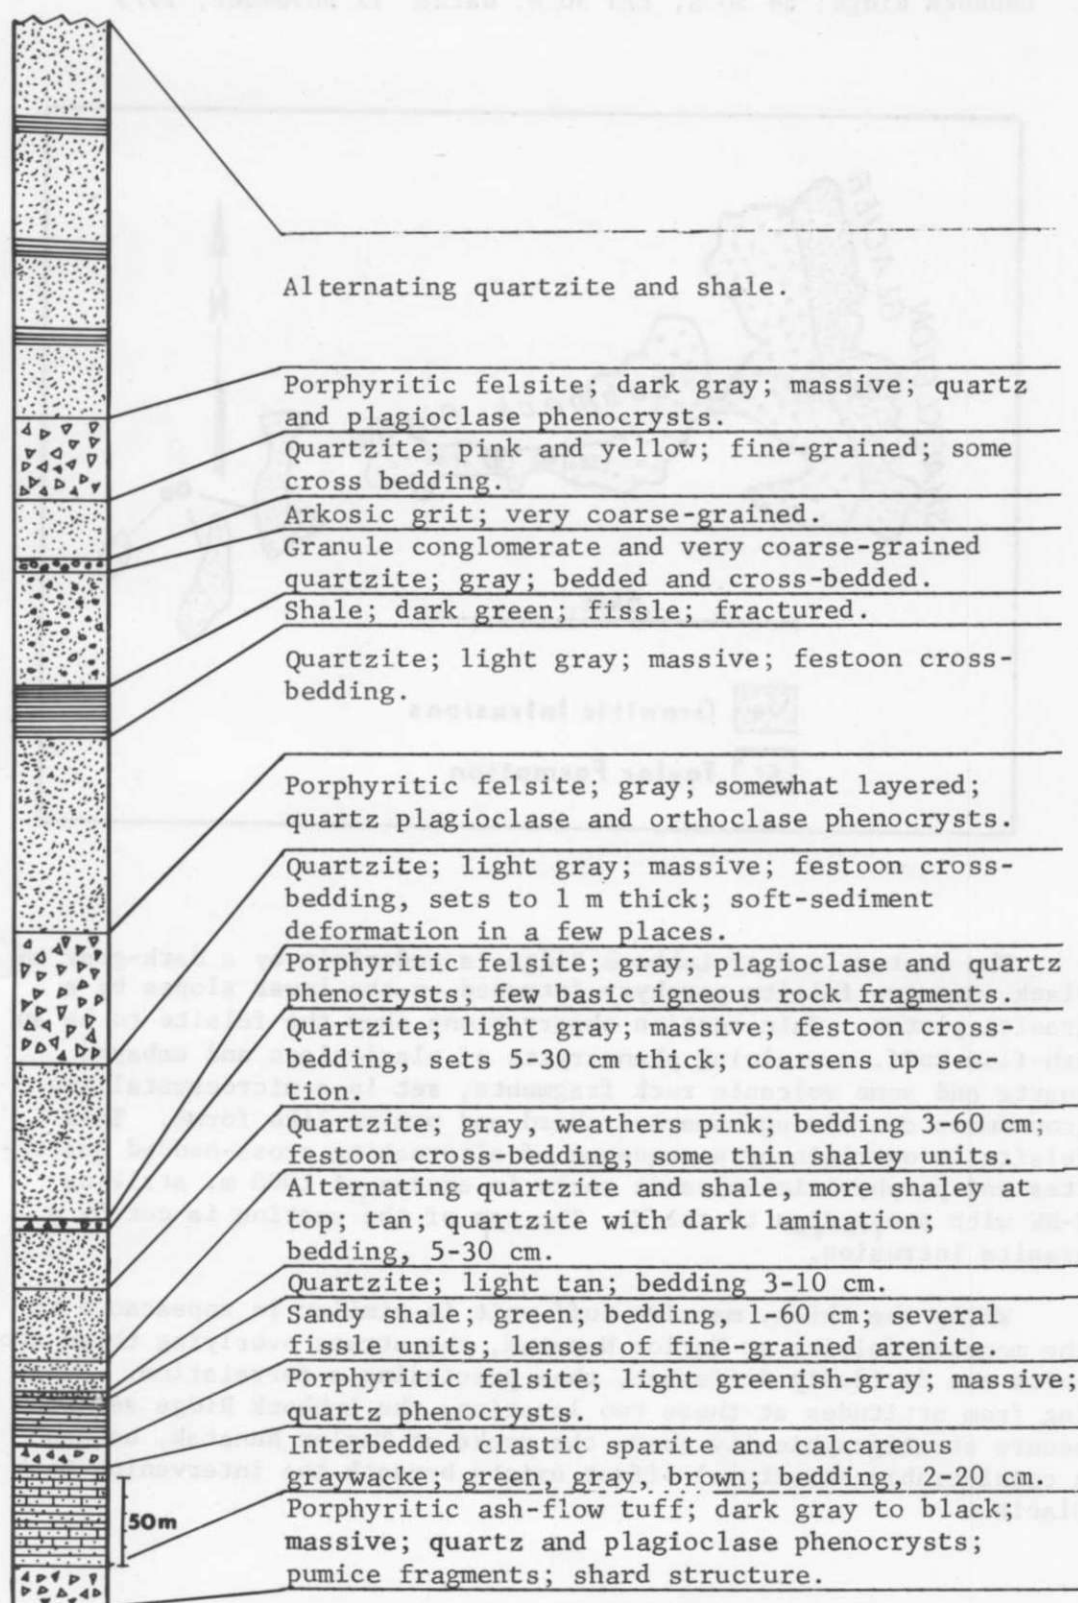 Alternating quartzite and shale.
Porphyritic felsite; dark gray; massive; quartz
and plagioclase phenocrysts.
Quartzite; pink and yellow; fine-grained; some
cross bedding.
Arkosic grit; very coarse-grained.
Granule conglomerate and very coarse-grained
quartzite; gray; bedded and cross-bedded.
Shale; dark green; fissle; fractured.
Quartzite; light gray; massive; festoon cross-
bedding.
Porphyritic felsite; gray; somewhat layered;
quartz plagioclase and orthoclase phenocrysts.
Quartzite; light gray; massive; festoon cross-
bedding, sets to 1 m thick; soft-sediment
deformation in a few places.
Porphyritic felsite; gray; plagioclase and quartz
phenocrysts; few basic igneous rock fragments.
Quartzite; light gray; massive; festoon cross-
bedding, sets 5-30 cm thick; coarsens up sec-
tion.
Quartzite; gray, weathers pink; bedding 3-60 cm;
festoon cross-bedding; some thin shaley units.
Alternating quartzite and shale, more shaley at
top; tan; quartzite with dark lamination;
bedding, 5-30 cm.
Quartzite; light tan; bedding 3-10 cm.
Sandy shale; green; bedding, 1-60 cm; several
fissle units; lenses of fine-grained arenite.
Porphyritic felsite; light greenish-gray; massive;
quartz phenocrysts.
Interbedded clastic sparite and calcareous
graywacke; green, gray, brown; bedding, 2-20 cm.
50m
Porphyritic ash-flow tuff; dark gray to black;
massive; quartz and plagioclase phenocrysts;
pumice fragments; shard structure.